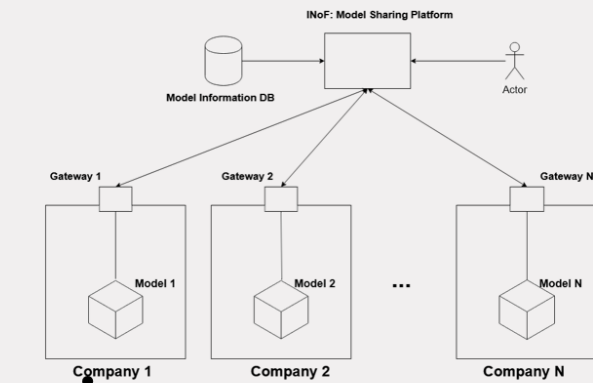 INoF: Model Sharing Platform
Model Information DB
Actor
Gateway 1
Gateway 2
Gateway N
Model 1
Model 2
...
Model N
Company 1
Company 2
Company N